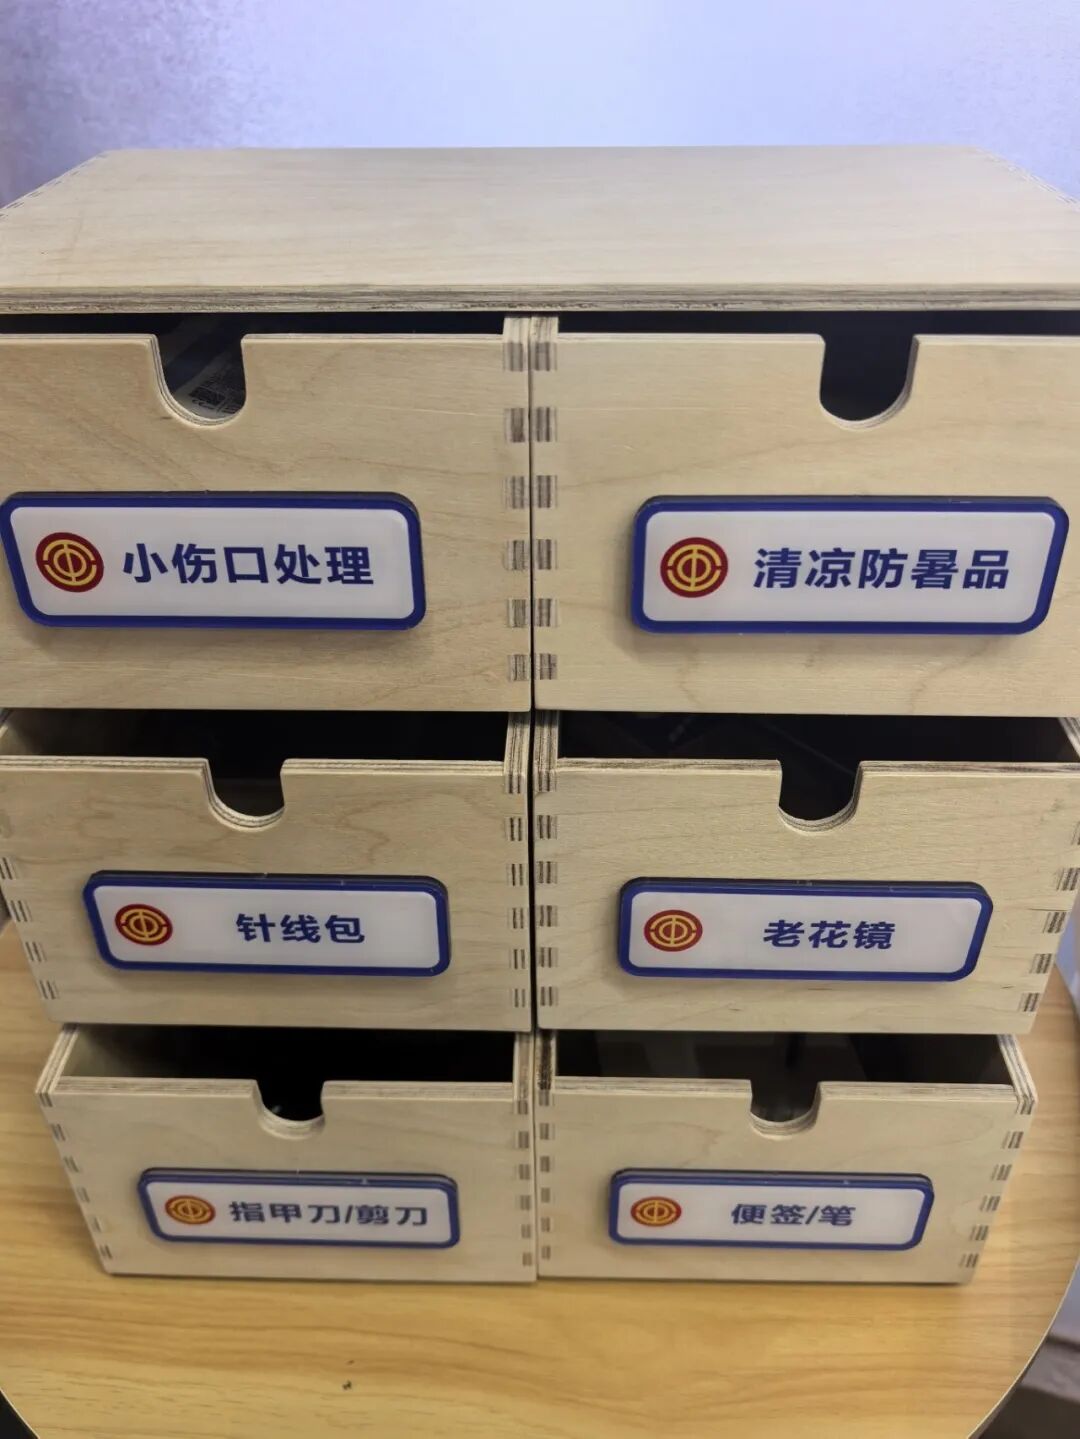 小伤口处理
清凉防暑品
针线包
老花镜
指甲刀/剪刀
便签/笔